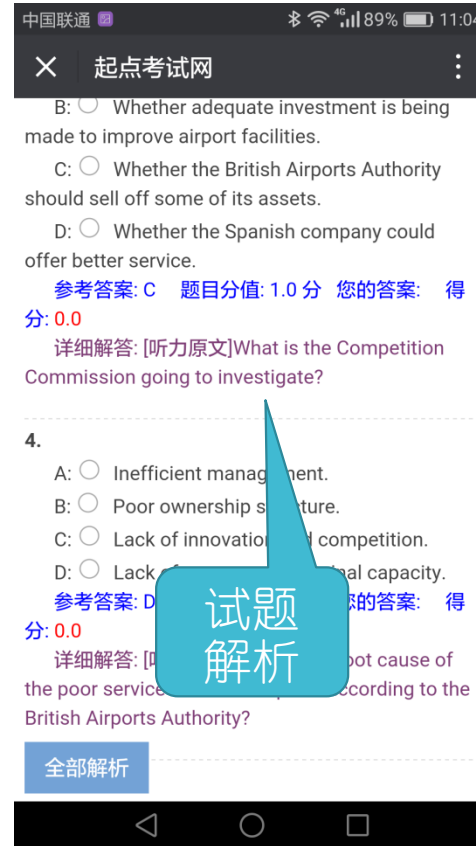 中国联通 4G 89% 11:04
起点考试网
B: Whether adequate investment is being
made to improve airport facilities.
C: Whether the British Airports Authority
should sell off some of its assets.
D: Whether the Spanish company could
offer better service.
参考答案: C 题目分值: 1.0 分 您的答案: 得
分: 0.0
详细解答: [听力原文]What is the Competition
Commission going to investigate?
4.
A: Inefficient management.
B: Poor ownership structure.
C: Lack of innovation competition.
D: Lack capacity.
参考答案: D 您的答案: 得
分: 0.0
试题
解析
详细解答: cause of
the poor service according to the
British Airports Authority?
全部解析